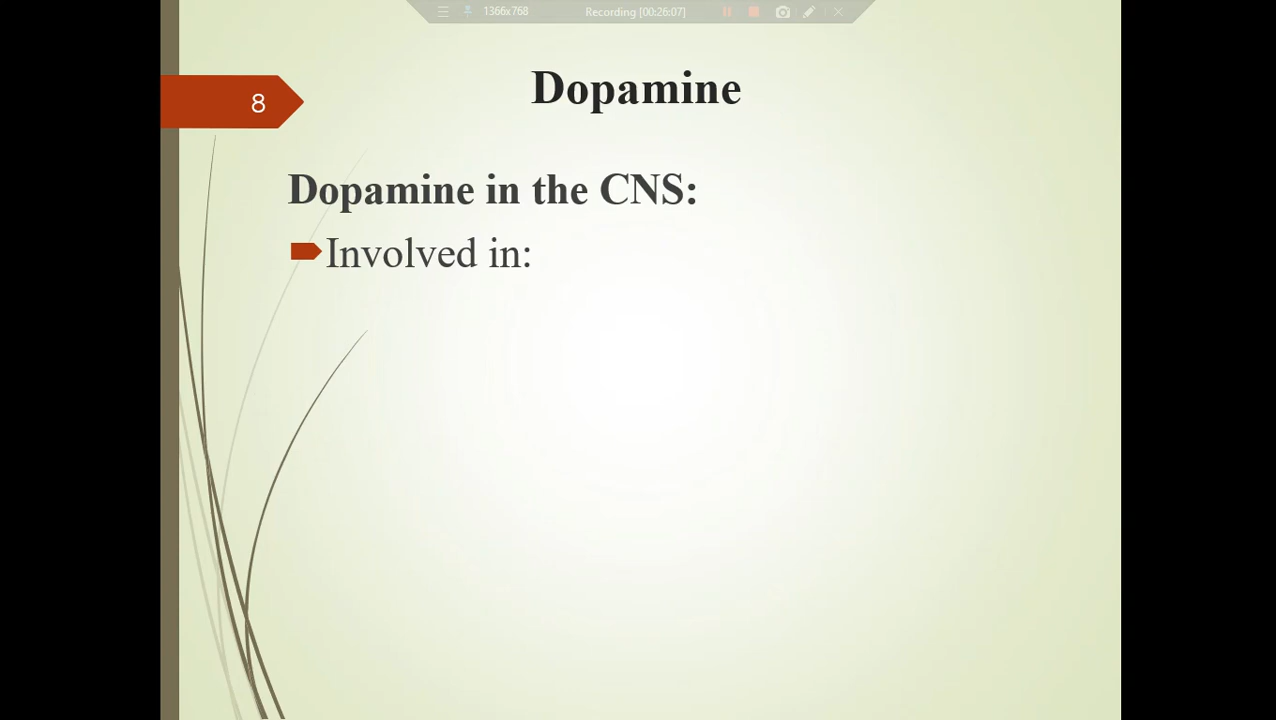 1366x768
Recording [00:26:07]
8
Dopamine
Dopamine in the CNS:
Involved in: